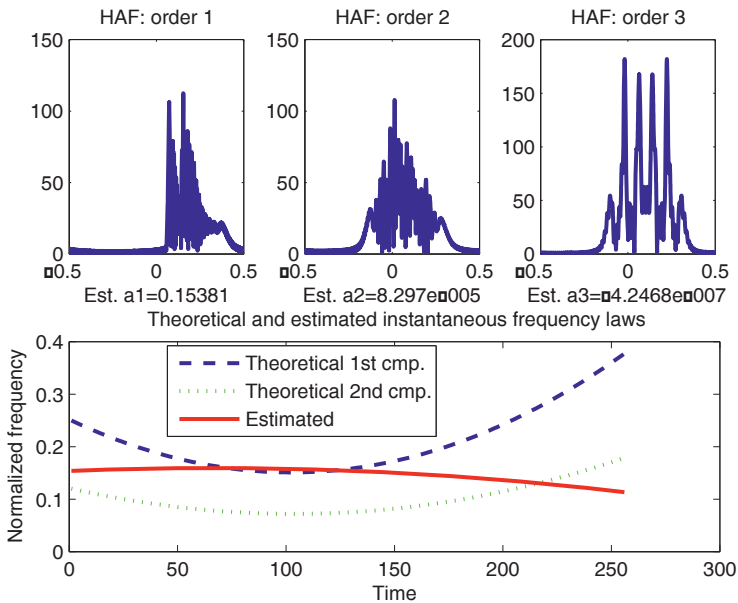 HAF: order 1 HAF: order 2 HAF: order 3
150 150 200
150
100 100
100
50 50
50
0 0 0
0.5 0 0.5 0.5 0 0.5 0.5 0 0.5
Est. a1=0.15381 Est. a2=8.297e▯005 Est. a3=▯4.2468e▯007
Theoretical and estimated instantaneous frequency laws
0.4
Theoretical 1st cmp.
Theoretical 2nd cmp.
Estimated
0.3
0.2
0.1
0
Normalized frequency
0 50 100 150 200 250 300
Time